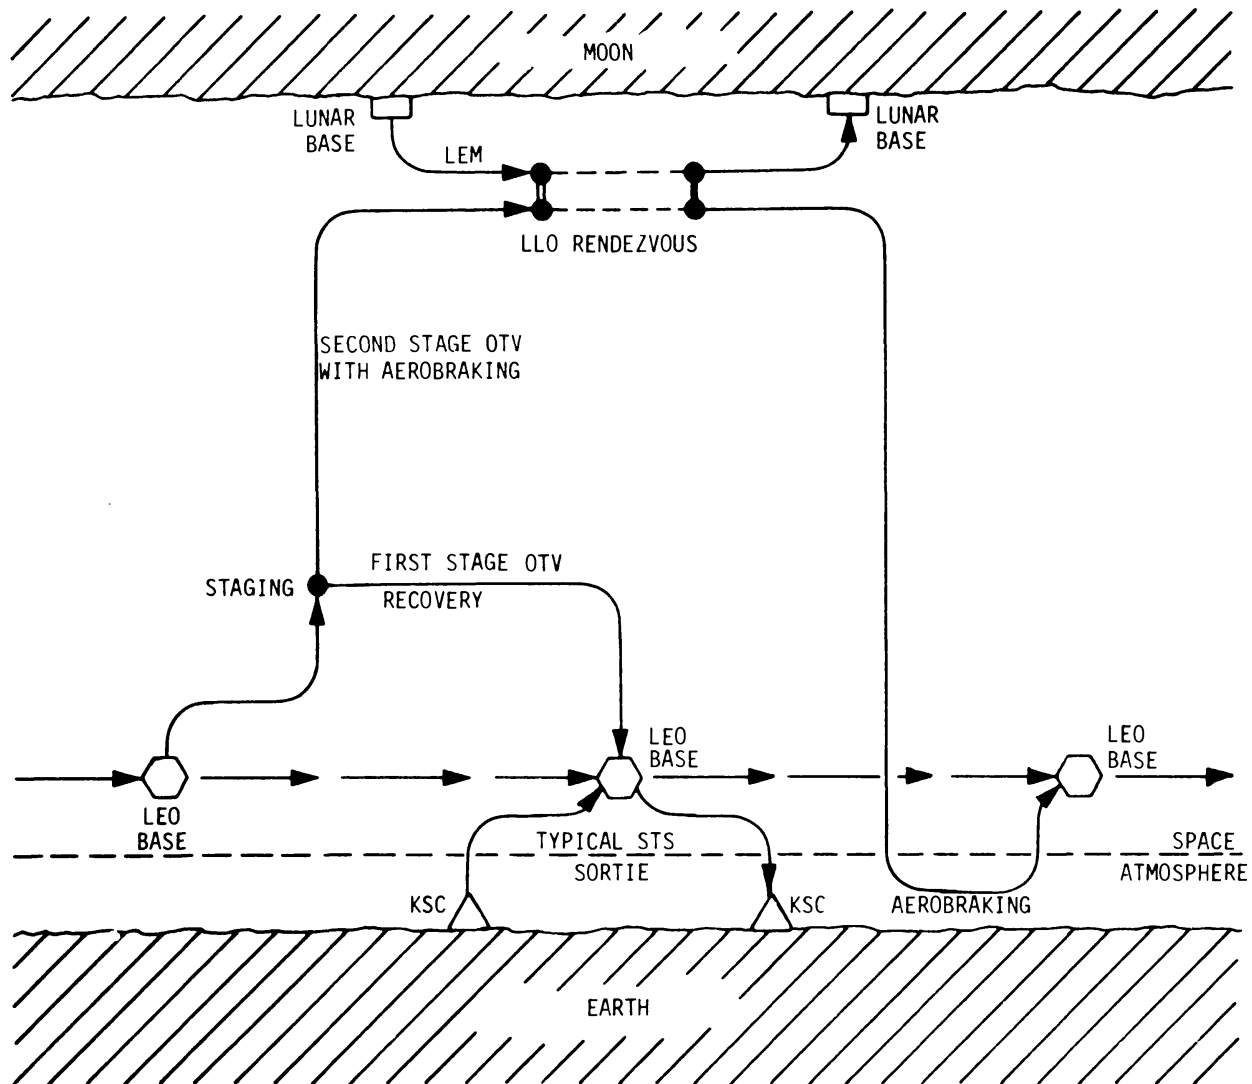 MOON
LUNAR
BASE
LUNAR
BASE
LEM
LLO RENDEZVOUS
SECOND STAGE OTV
WITH AEROBRAKING
FIRST STAGE OTV
STAGING
RECOVERY
LEO
BASE
LEO
BASE
LEO
BASE
TYPICAL STS
SPACE
SORTIE
ATMOSPHERE
KSC
KSC
AEROBRAKING
EARTH